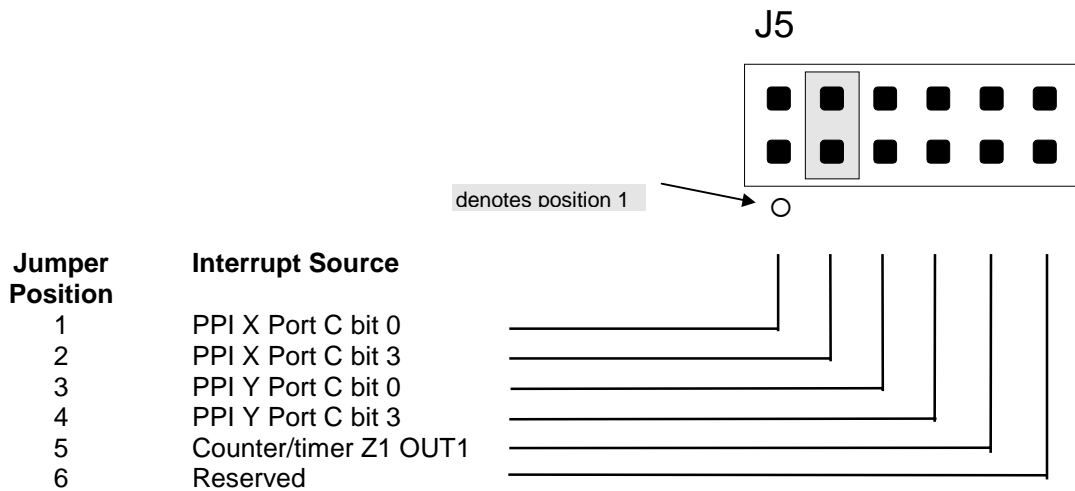 J5
denotes position 1
Jumper Position Interrupt Source
1 PPI X Port C bit 0
2 PPI X Port C bit 3
3 PPI Y Port C bit 0
4 PPI Y Port C bit 3
5 Counter/timer Z1 OUT1
6 Reserved